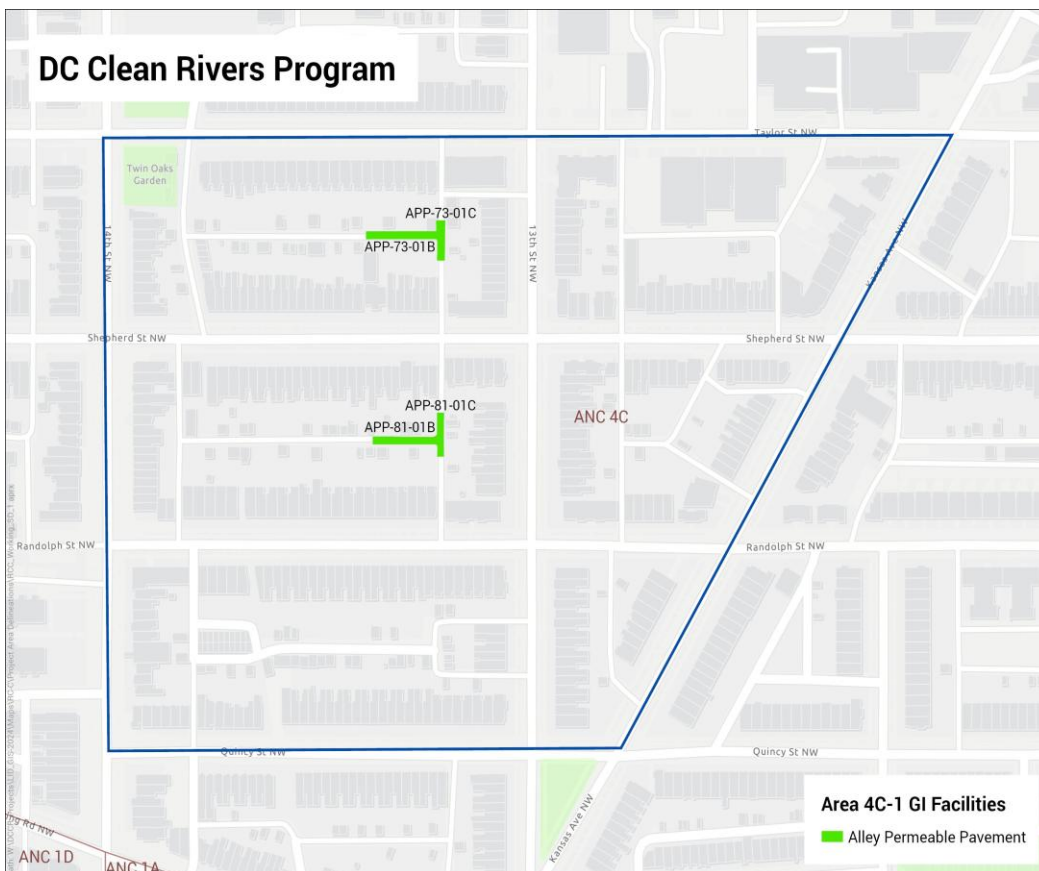 DC Clean Rivers Program
Taylor St NW
Twin Oaks
Garden
APP-73-01C
APP-73-01B
14th St NW
13th St NW
Kansas Ave NW
Shepherd St NW
Shepherd St NW
APP-81-01C
APP-81-01B
ANC 4C
Randolph St NW
Randolph St NW
Quincy St NW
Quincy St NW
Kansas Ave NW
Area 4C-1 GI Facilities
Alley Permeable Pavement
ng Rd NW
ANC 1D
ANC 1A